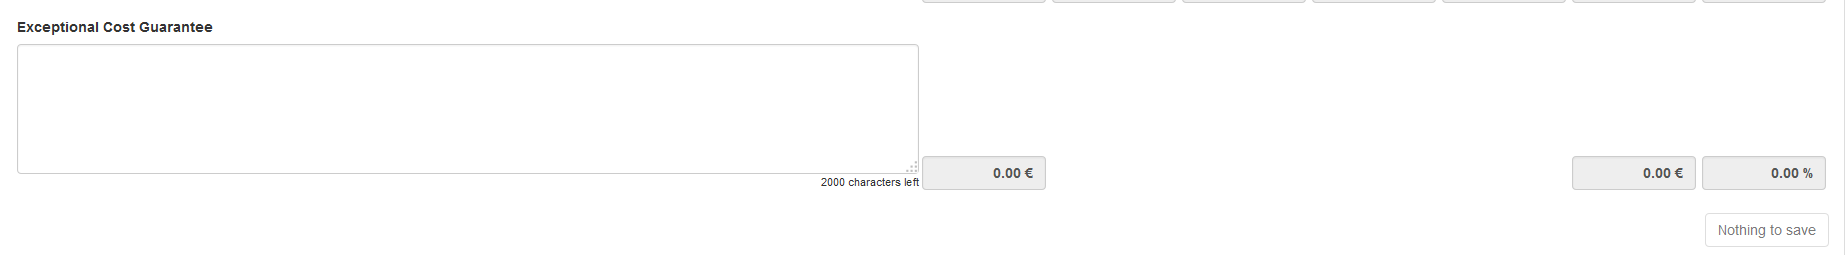 Exceptional Cost Guarantee
2000 characters left
0.00 €
0.00 €
0.00 %
Nothing to save